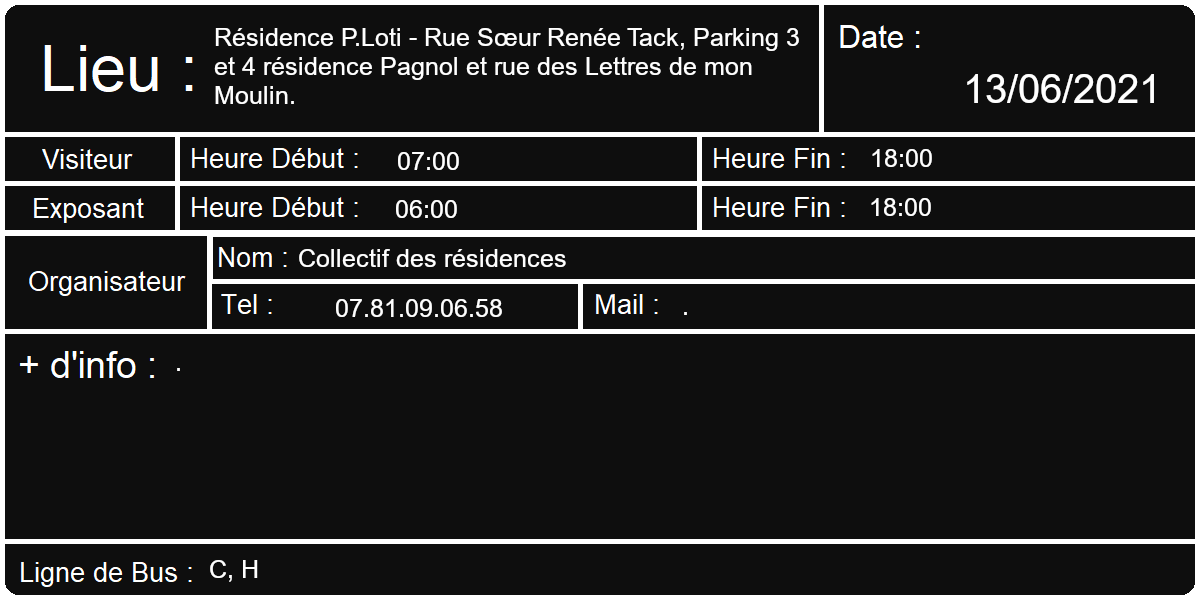 Lieu :
Résidence P.Loti - Rue Sœur Renée Tack, Parking 3
et 4 résidence Pagnol et rue des Lettres de mon
Moulin.
Date :
13/06/2021
Visiteur
Heure Début : 07:00
Heure Fin : 18:00
Exposant
Heure Début : 06:00
Heure Fin : 18:00
Organisateur
Nom : Collectif des résidences
Tel : 07.81.09.06.58
Mail : .
+ d'info : .
Ligne de Bus : C, H